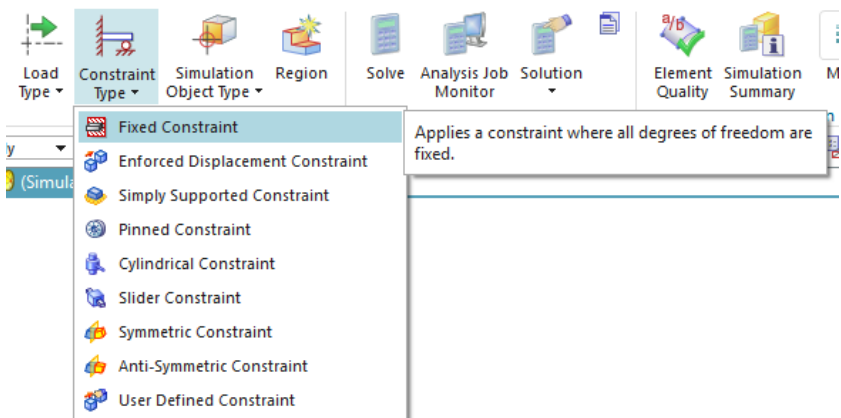 Load Type
Constraint Type
Simulation Object Type
Region
Solve
Analysis Job Monitor
Solution
a/b
Element Quality
Simulation Summary
M
Fixed Constraint
Applies a constraint where all degrees of freedom are
fixed.
ly
Enforced Displacement Constraint
(Simula
Simply Supported Constraint
Pinned Constraint
Cylindrical Constraint
Slider Constraint
Symmetric Constraint
Anti-Symmetric Constraint
User Defined Constraint